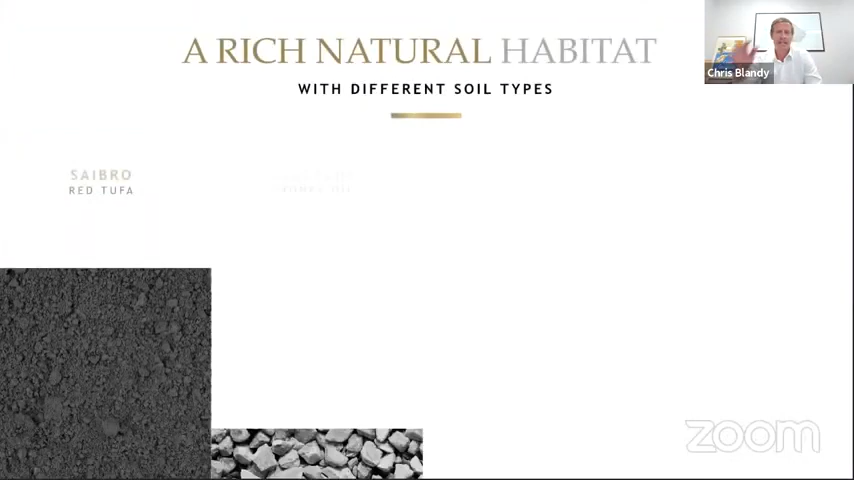 A RICH NATURAL HABITAT
WITH DIFFERENT SOIL TYPES
Chris Blandy
SAIBRO
RED TUFA
zoom